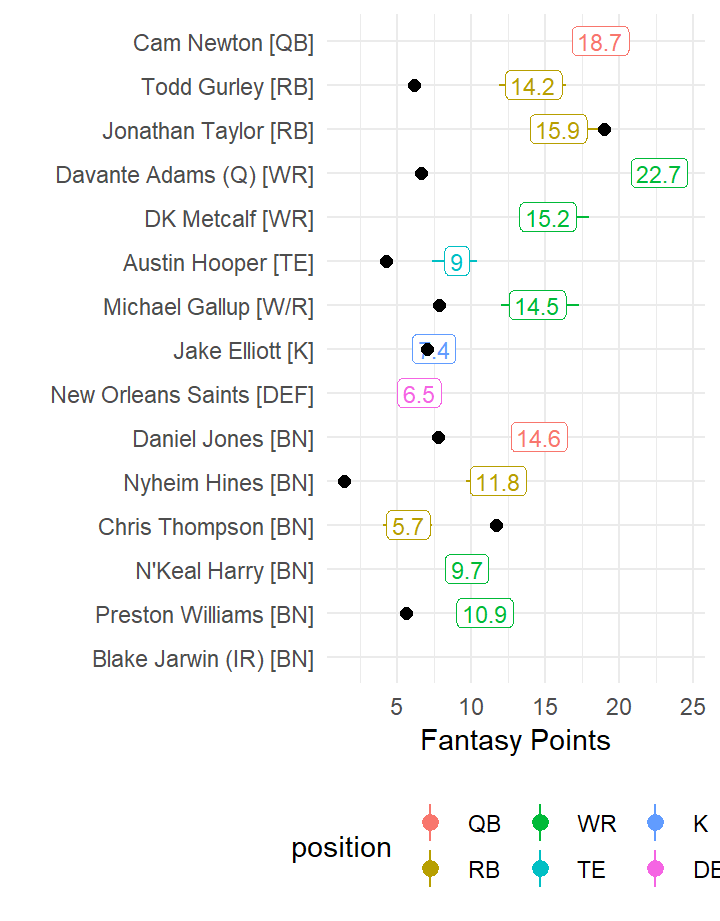 Cam Newton [QB] 18.7
Todd Gurley [RB] 14.2
Jonathan Taylor [RB] 15.9
Davante Adams (Q) [WR] 22.7
DK Metcalf [WR] 15.2
Austin Hooper [TE] 9
Michael Gallup [W/R] 14.5
Jake Elliott [K] 7.4
New Orleans Saints [DEF] 6.5
Daniel Jones [BN] 14.6
Nyheim Hines [BN] 11.8
Chris Thompson [BN] 5.7
N'Keal Harry [BN] 9.7
Preston Williams [BN] 10.9
Blake Jarwin (IR) [BN]
5 10 15 20 25
Fantasy Points
position
QB WR K
RB TE DE